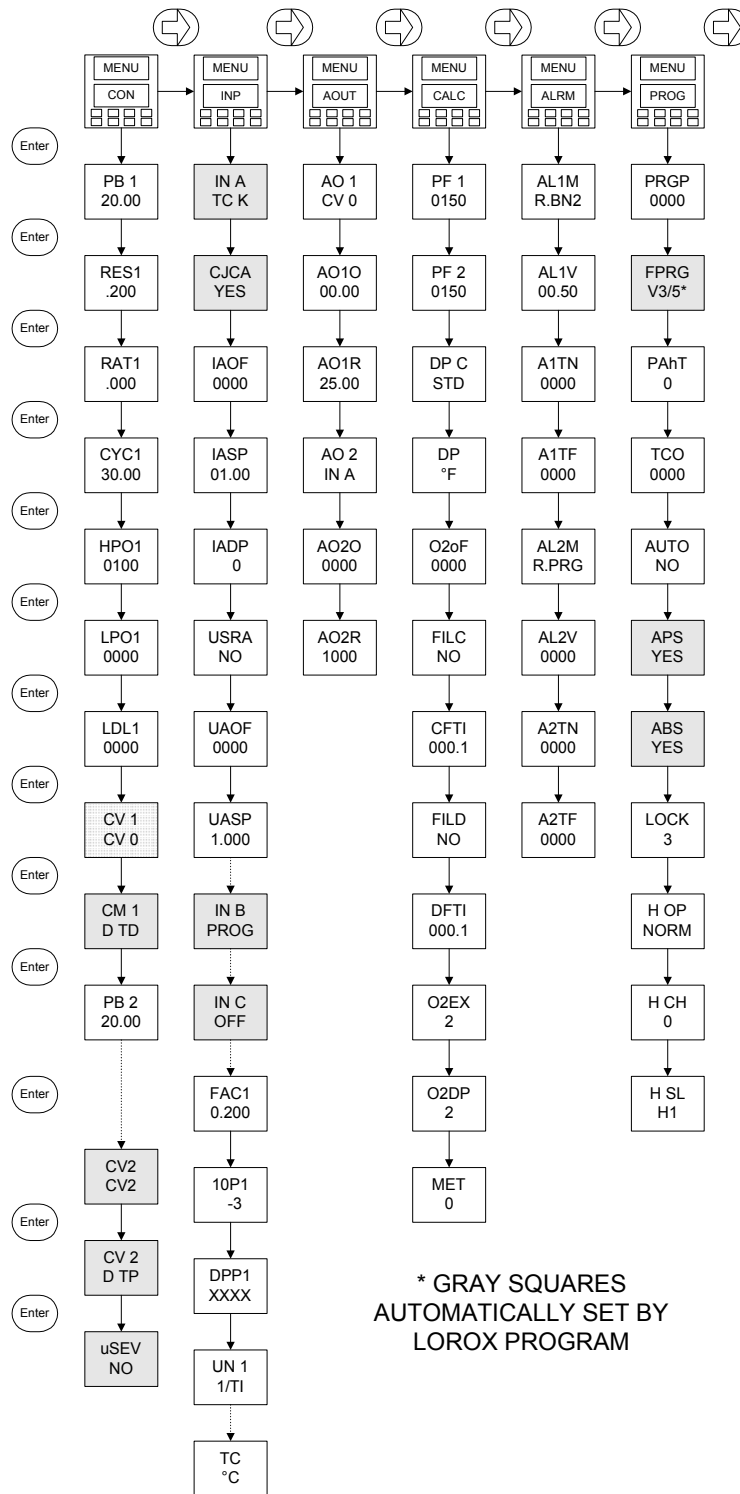 MENU
CON
MENU
INP
MENU
AOUT
MENU
CALC
MENU
ALRM
MENU
PROG
Enter
Enter
Enter
Enter
Enter
Enter
Enter
Enter
Enter
Enter
Enter
Enter
Enter
PB 1
20.00
RES1
.200
RAT1
.000
CYC1
30.00
HPO1
0100
LPO1
0000
LDL1
0000
CV 1
CV 0
CM 1
D TD
PB 2
20.00
CV2
CV2
CV 2
D TP
uSEV
NO
IN A
TC K
CJCA
YES
IAOF
0000
IASP
01.00
IADP
0
USRA
NO
UAOF
0000
UASP
1.000
IN B
PROG
IN C
OFF
FAC1
0.200
10P1
-3
DPP1
XXXX
UN 1
1/TI
TC
°C
AO 1
CV 0
AO1O
00.00
AO1R
25.00
AO 2
IN A
AO2O
0000
AO2R
1000
PF 1
0150
PF 2
0150
DP C
STD
DP
°F
O2oF
0000
FILC
NO
CFTI
000.1
FILD
NO
DFTI
000.1
O2EX
2
O2DP
2
MET
0
AL1M
R.BN2
AL1V
00.50
A1TN
0000
A1TF
0000
AL2M
R.PRG
AL2V
0000
A2TN
0000
A2TF
0000
PRGP
0000
FPRG
V3/5*
PAhT
0
TCO
0000
AUTO
NO
APS
YES
ABS
YES
LOCK
3
H OP
NORM
H CH
0
H SL
H1
* GRAY SQUARES
AUTOMATICALLY SET BY
LOROX PROGRAM